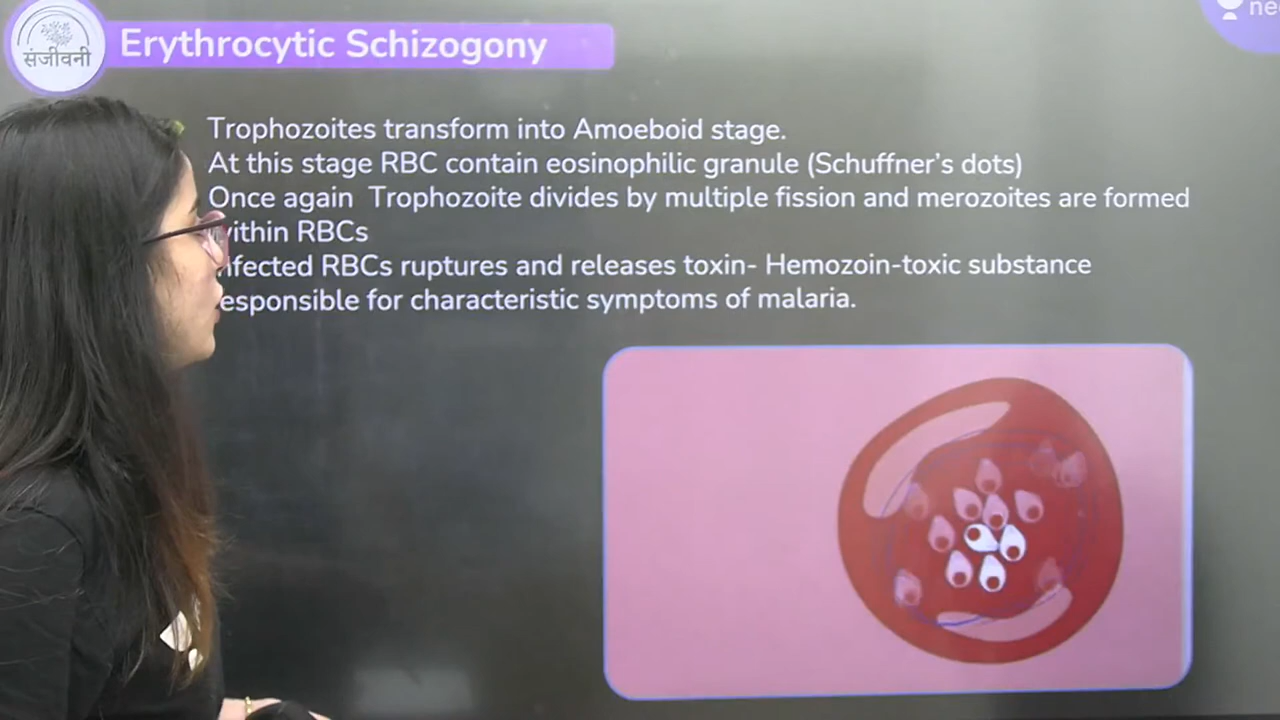 संजीवनी
Erythrocytic Schizogony
Trophozoites transform into Amoeboid stage.
At this stage RBC contain eosinophilic granule (Schuffner's dots)
Once again Trophozoite divides by multiple fission and merozoites are formed
within RBCs
nfected RBCs ruptures and releases toxin- Hemozoin-toxic substance
esponsible for characteristic symptoms of malaria.